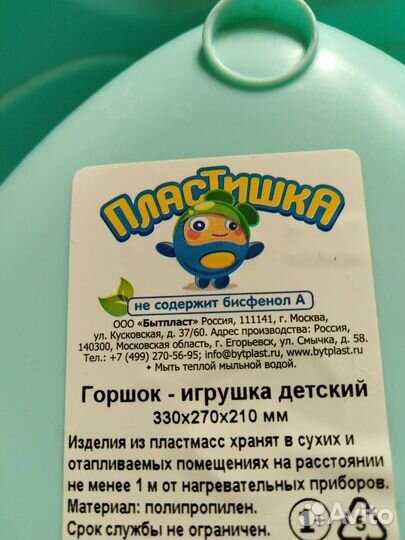 ПЛАСТИШКА
не содержит бисфенол А
ООО «Бытпласт» Россия, 111141, г. Москва,
ул. Кусковская, д. 37/60. Адрес производства: Россия,
140300, Московская область, г. Егорьевск, ул. Смычка, д. 58.
Тел.: +7 (499) 270-56-95; info@bytplast.ru, www.bytplast.ru
• Мыть теплой мыльной водой.
Горшок - игрушка детский
330x270x210 мм
Изделия из пластмасс хранят в сухих и
отапливаемых помещениях на расстоянии
не менее 1 м от нагревательных приборов.
Материал: полипропилен.
Срок службы не ограничен.
1+
5
Avito